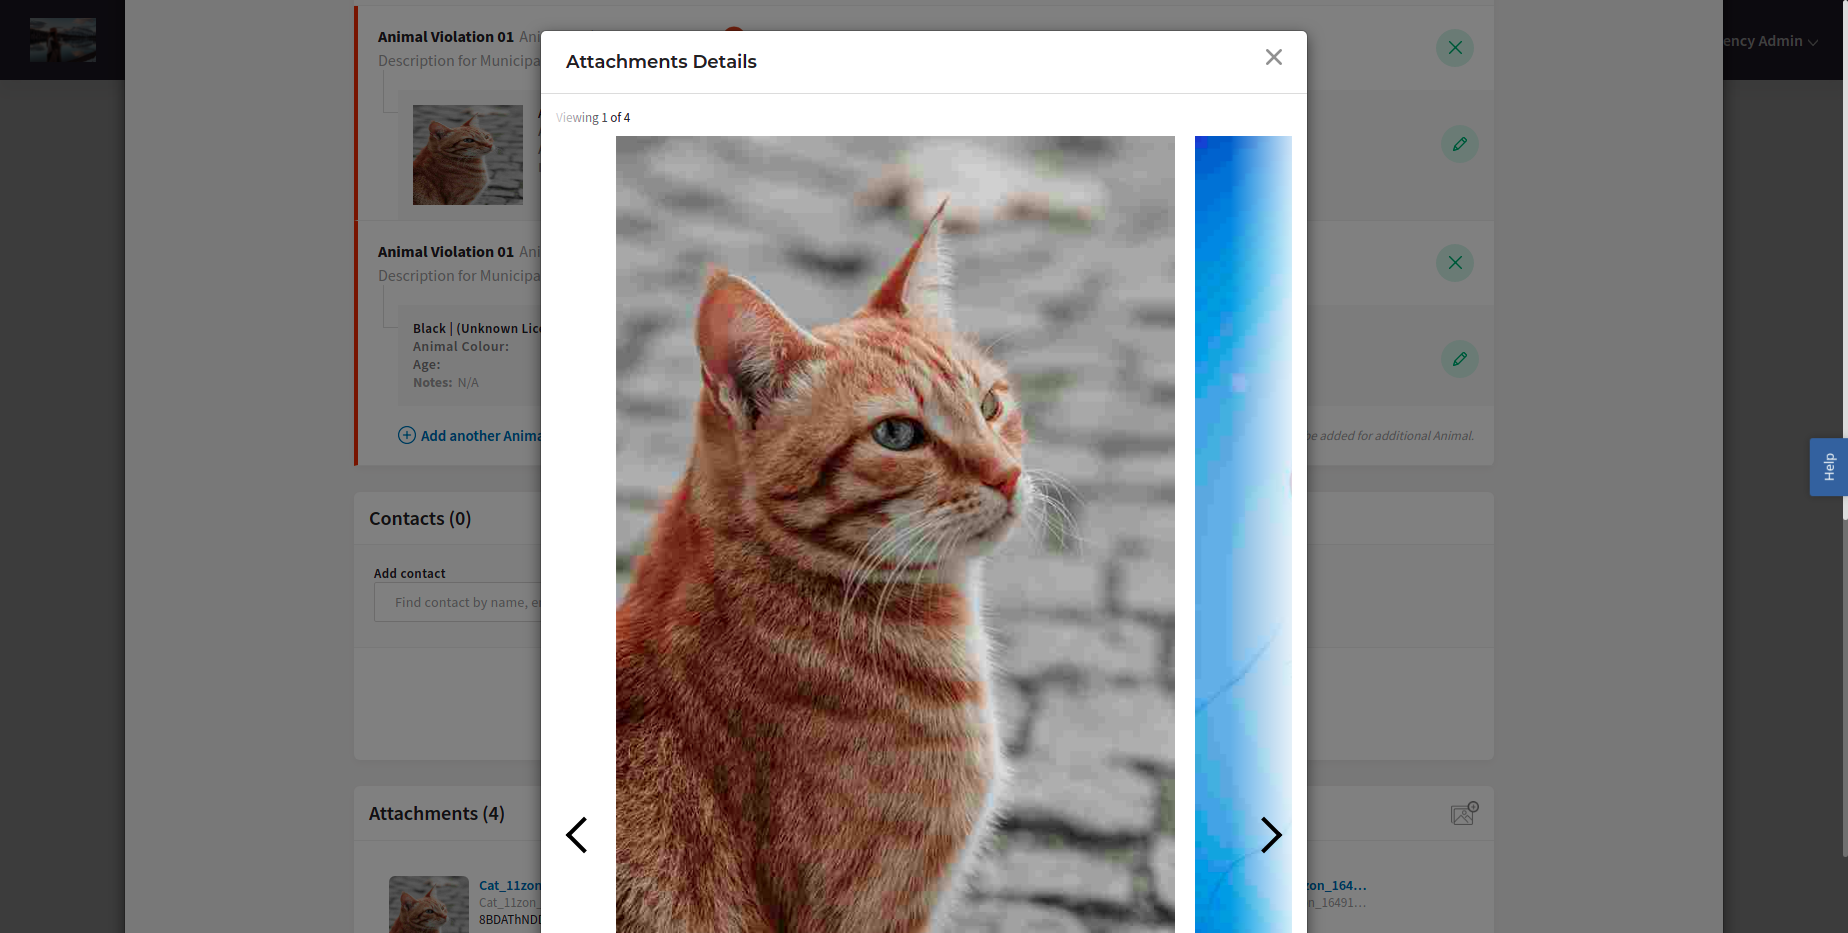 ency Admin
Animal Violation 01 Ani
Description for Municipa
Animal Violation 01 Ani
Description for Municipa
Black | (Unknown Lice
Animal Colour:
Age:
Notes: N/A
Add another Anima
be added for additional Animal.
Contacts (0)
Add contact
Find contact by name, e
Attachments (4)
Cat_11zon
Cat_11zon_
8BDAThND
zon_164...
n_16491...
Attachments Details
Viewing 1 of 4
Help